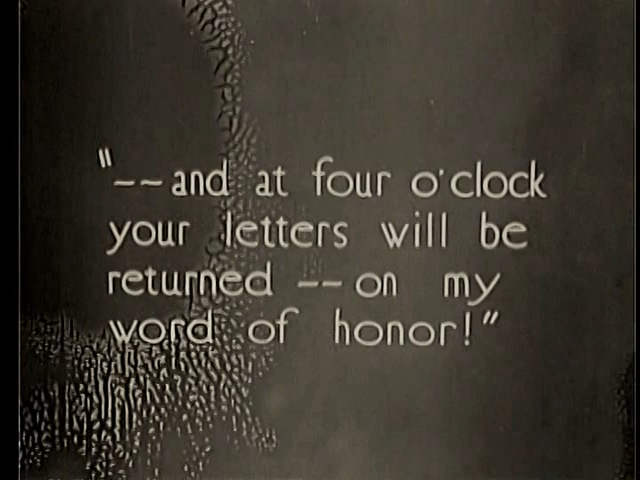 "--and at four o'clock
your letters will be
returned -- on my
word of honor!"